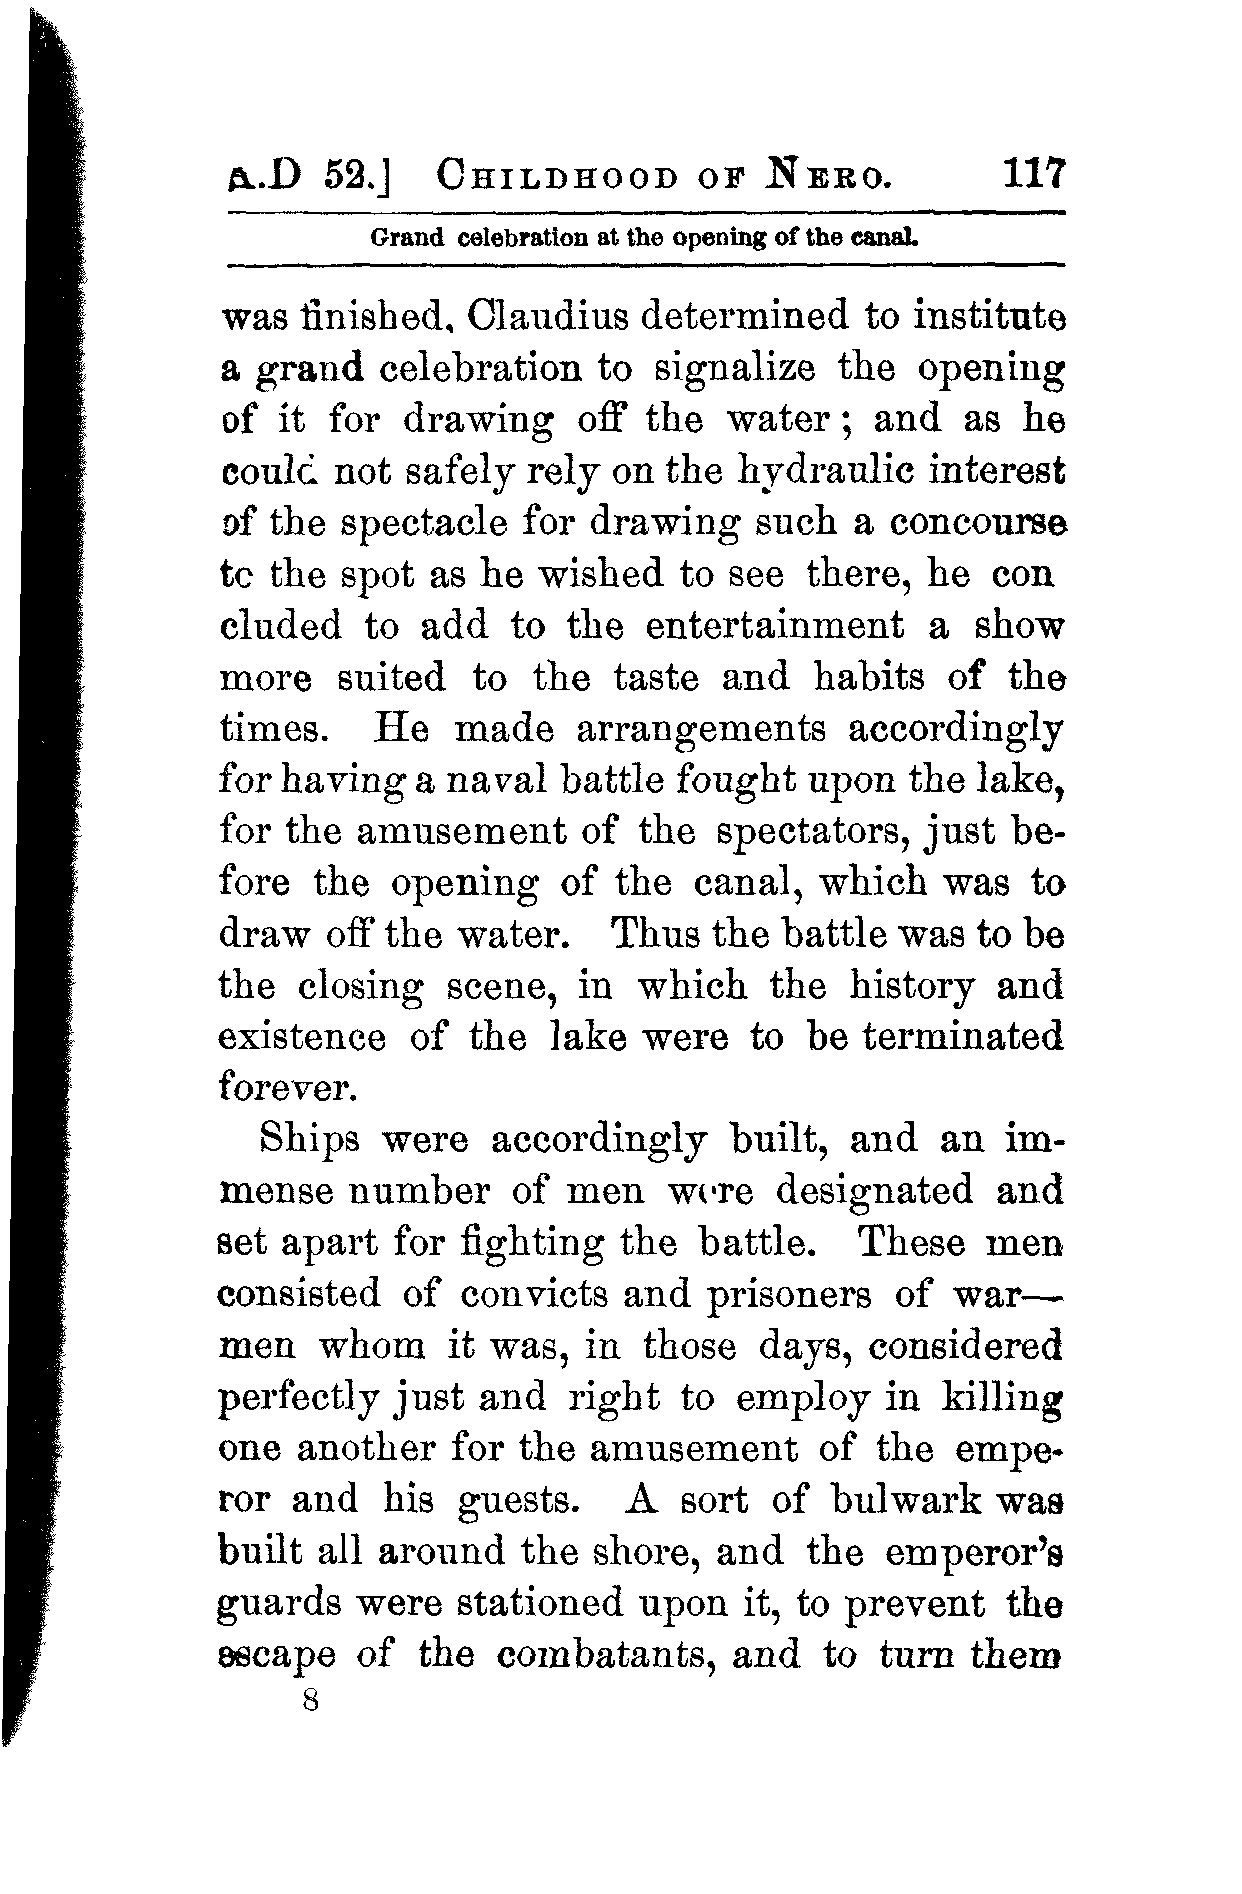 A.D 52.] CHILDHOOD OF NERO. 117
Grand celebration at the opening of the canal.
was finished, Claudius determined to institute
a grand celebration to signalize the opening
of it for drawing off the water; and as he
could not safely rely on the hydraulic interest
of the spectacle for drawing such a concourse
to the spot as he wished to see there, he con
cluded to add to the entertainment a show
more suited to the taste and habits of the
times. He made arrangements accordingly
for having a naval battle fought upon the lake,
for the amusement of the spectators, just be-
fore the opening of the canal, which was to
draw off the water. Thus the battle was to be
the closing scene, in which the history and
existence of the lake were to be terminated
forever.
Ships were accordingly built, and an im-
mense number of men were designated and
set apart for fighting the battle. These men
consisted of convicts and prisoners of war—
men whom it was, in those days, considered
perfectly just and right to employ in killing
one another for the amusement of the empe-
ror and his guests. A sort of bulwark was
built all around the shore, and the emperor's
guards were stationed upon it, to prevent the
escape of the combatants, and to turn them
8